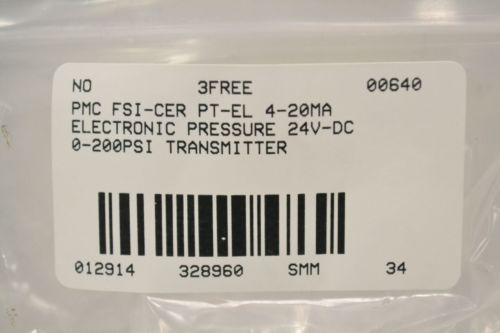 NO 3FREE 00640
PMC FSI-CER PT-EL 4-20MA
ELECTRONIC PRESSURE 24V-DC
0-200PSI TRANSMITTER
012914 328960 SMM 34